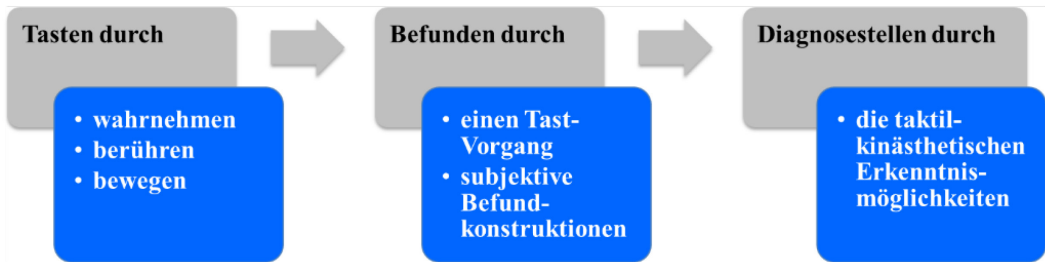 Tasten durch
• wahrnehmen
• berühren
• bewegen
Befunden durch
• einen Tast-
Vorgang
• subjektive
Befund-
konstruktionen
Diagnosestellen durch
• die taktil-
kinästhetischen
Erkenntnis-
möglichkeiten